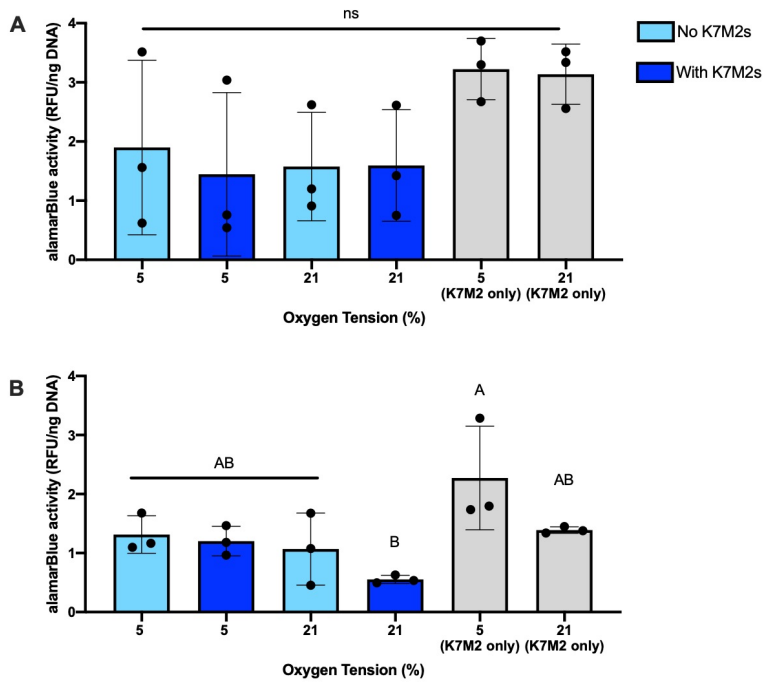 A
ns
No K7M2s
With K7M2s
alamarBlue activity (RFU/ng DNA)
4
3
2
1
0
5 5 21 21 5 21
(K7M2 only) (K7M2 only)
Oxygen Tension (%)
B
alamarBlue activity (RFU/ng DNA)
4
3
2
1
0
AB
B
A
AB
5 5 21 21 5 21
(K7M2 only) (K7M2 only)
Oxygen Tension (%)